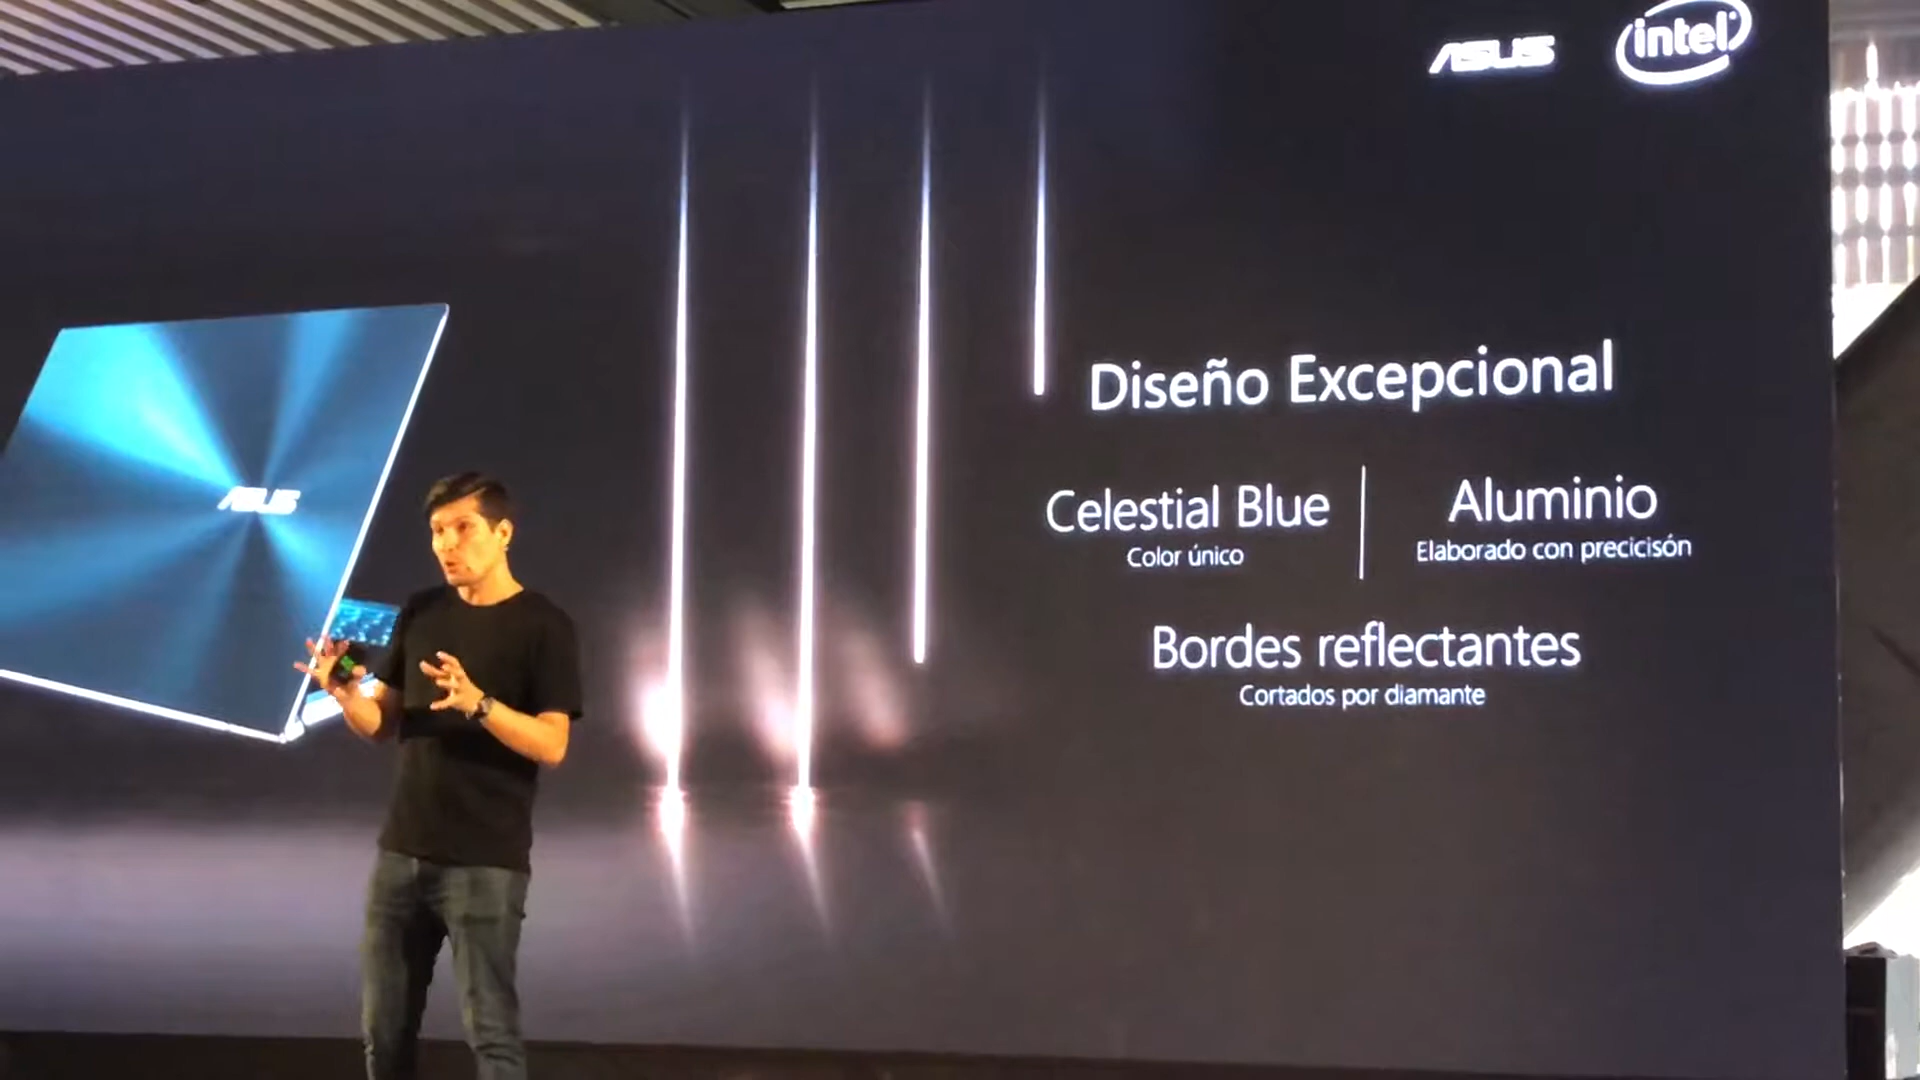 ASUS
intel
ASUS
Diseño Excepcional
Celestial Blue
Color único
Aluminio
Elaborado con precicisón
Bordes reflectantes
Cortados por diamante